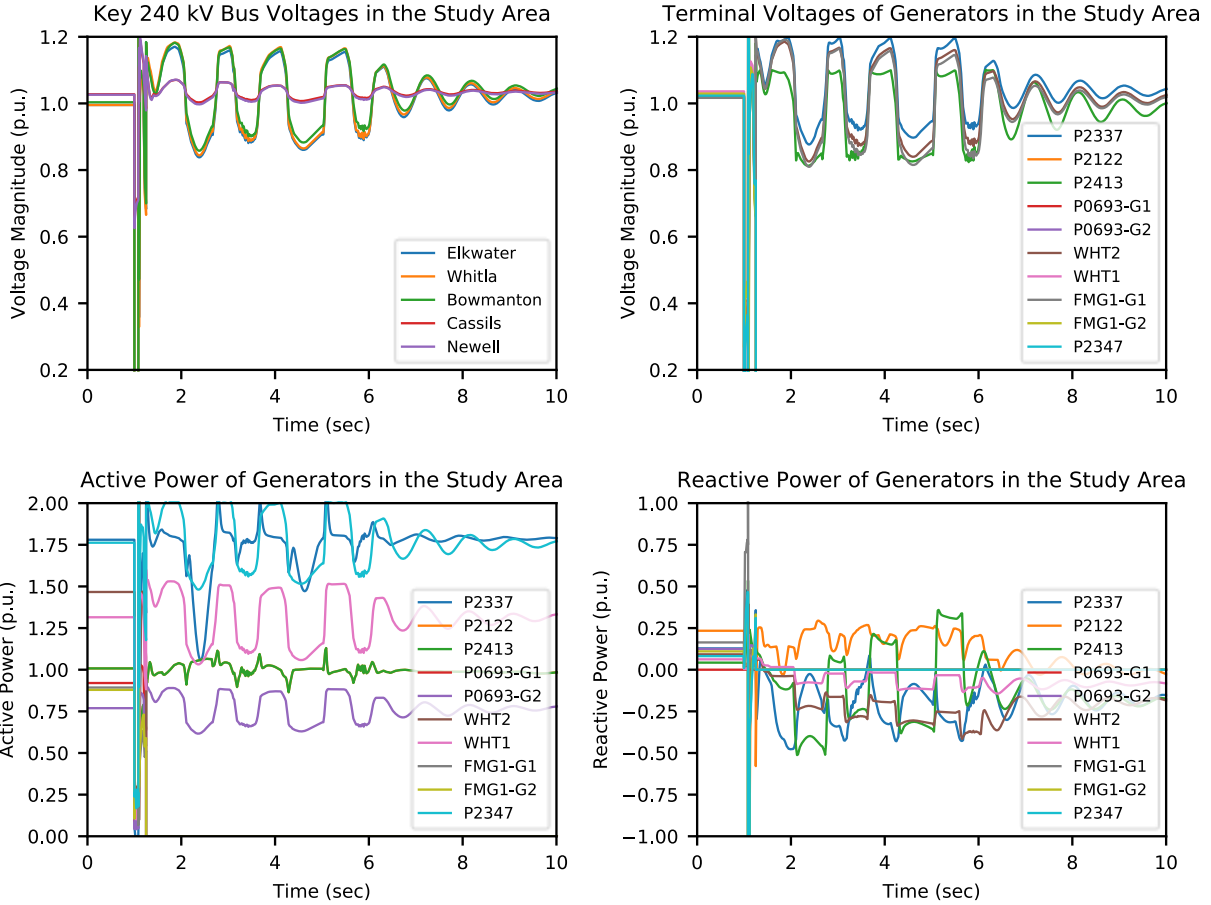 Key 240 kV Bus Voltages in the Study Area
Voltage Magnitude (p.u.)
1.2
1.0
0.8
0.6
0.4
0.2
0 2 4 6 8 10
Time (sec)
Elkwater
Whitla
Bowmanton
Cassils
Newell
Terminal Voltages of Generators in the Study Area
Voltage Magnitude (p.u.)
1.2
1.0
0.8
0.6
0.4
0.2
0 2 4 6 8 10
Time (sec)
P2337
P2122
P2413
P0693-G1
P0693-G2
WHT2
WHT1
FMG1-G1
FMG1-G2
P2347
Active Power of Generators in the Study Area
Active Power (p.u.)
2.00
1.75
1.50
1.25
1.00
0.75
0.50
0.25
0.00
0 2 4 6 8 10
Time (sec)
P2337
P2122
P2413
P0693-G1
P0693-G2
WHT2
WHT1
FMG1-G1
FMG1-G2
P2347
Reactive Power of Generators in the Study Area
Reactive Power (p.u.)
1.00
0.75
0.50
0.25
0.00
−0.25
−0.50
−0.75
−1.00
0 2 4 6 8 10
Time (sec)
P2337
P2122
P2413
P0693-G1
P0693-G2
WHT2
WHT1
FMG1-G1
FMG1-G2
P2347